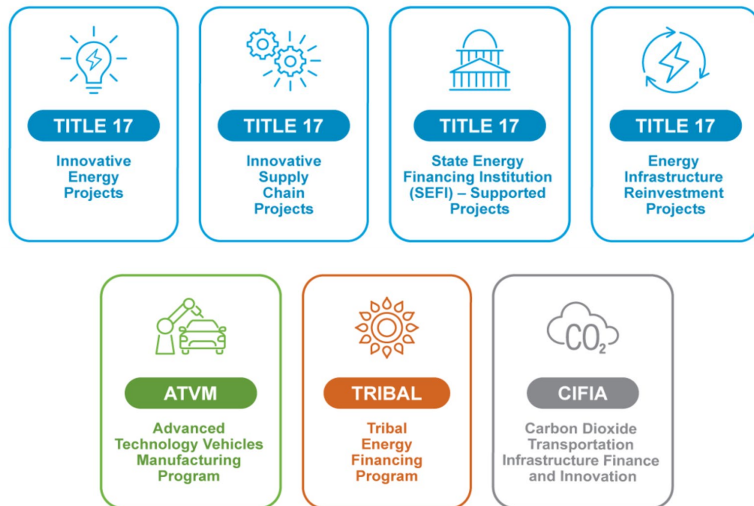 TITLE 17
Innovative
Energy
Projects
TITLE 17
Innovative
Supply
Chain
Projects
TITLE 17
State Energy
Financing Institution
(SEFI) – Supported
Projects
TITLE 17
Energy
Infrastructure
Reinvestment
Projects
ATVM
Advanced
Technology Vehicles
Manufacturing
Program
TRIBAL
Tribal
Energy
Financing
Program
CO2
CIFIA
Carbon Dioxide
Transportation
Infrastructure Finance
and Innovation